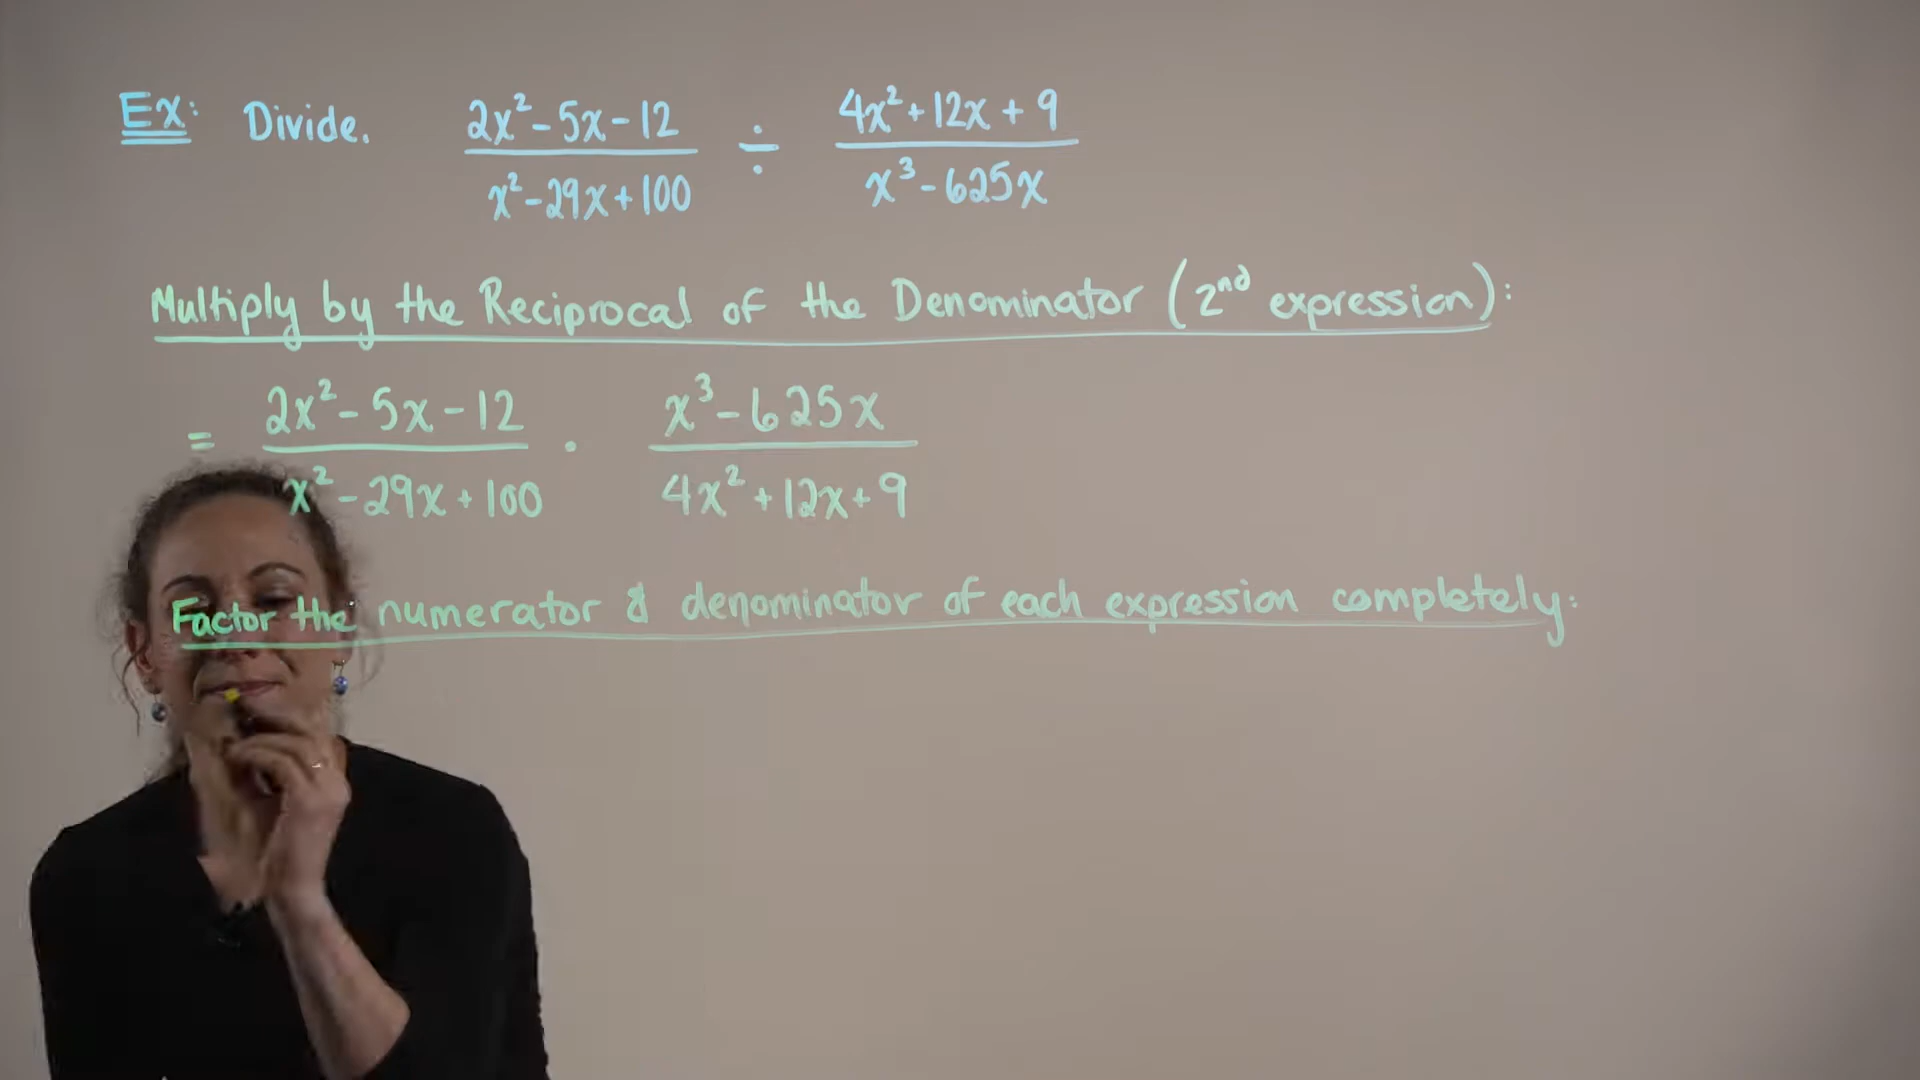 Ex: Divide. (2x² - 5x - 12)/(x² - 29x + 100) ÷ (4x² + 12x + 9)/(x³ - 625x)
Multiply by the Reciprocal of the Denominator (2nd expression):
= (2x² - 5x - 12)/(x² - 29x + 100) · (x³ - 625x)/(4x² + 12x + 9)
Factor the numerator & denominator of each expression completely: